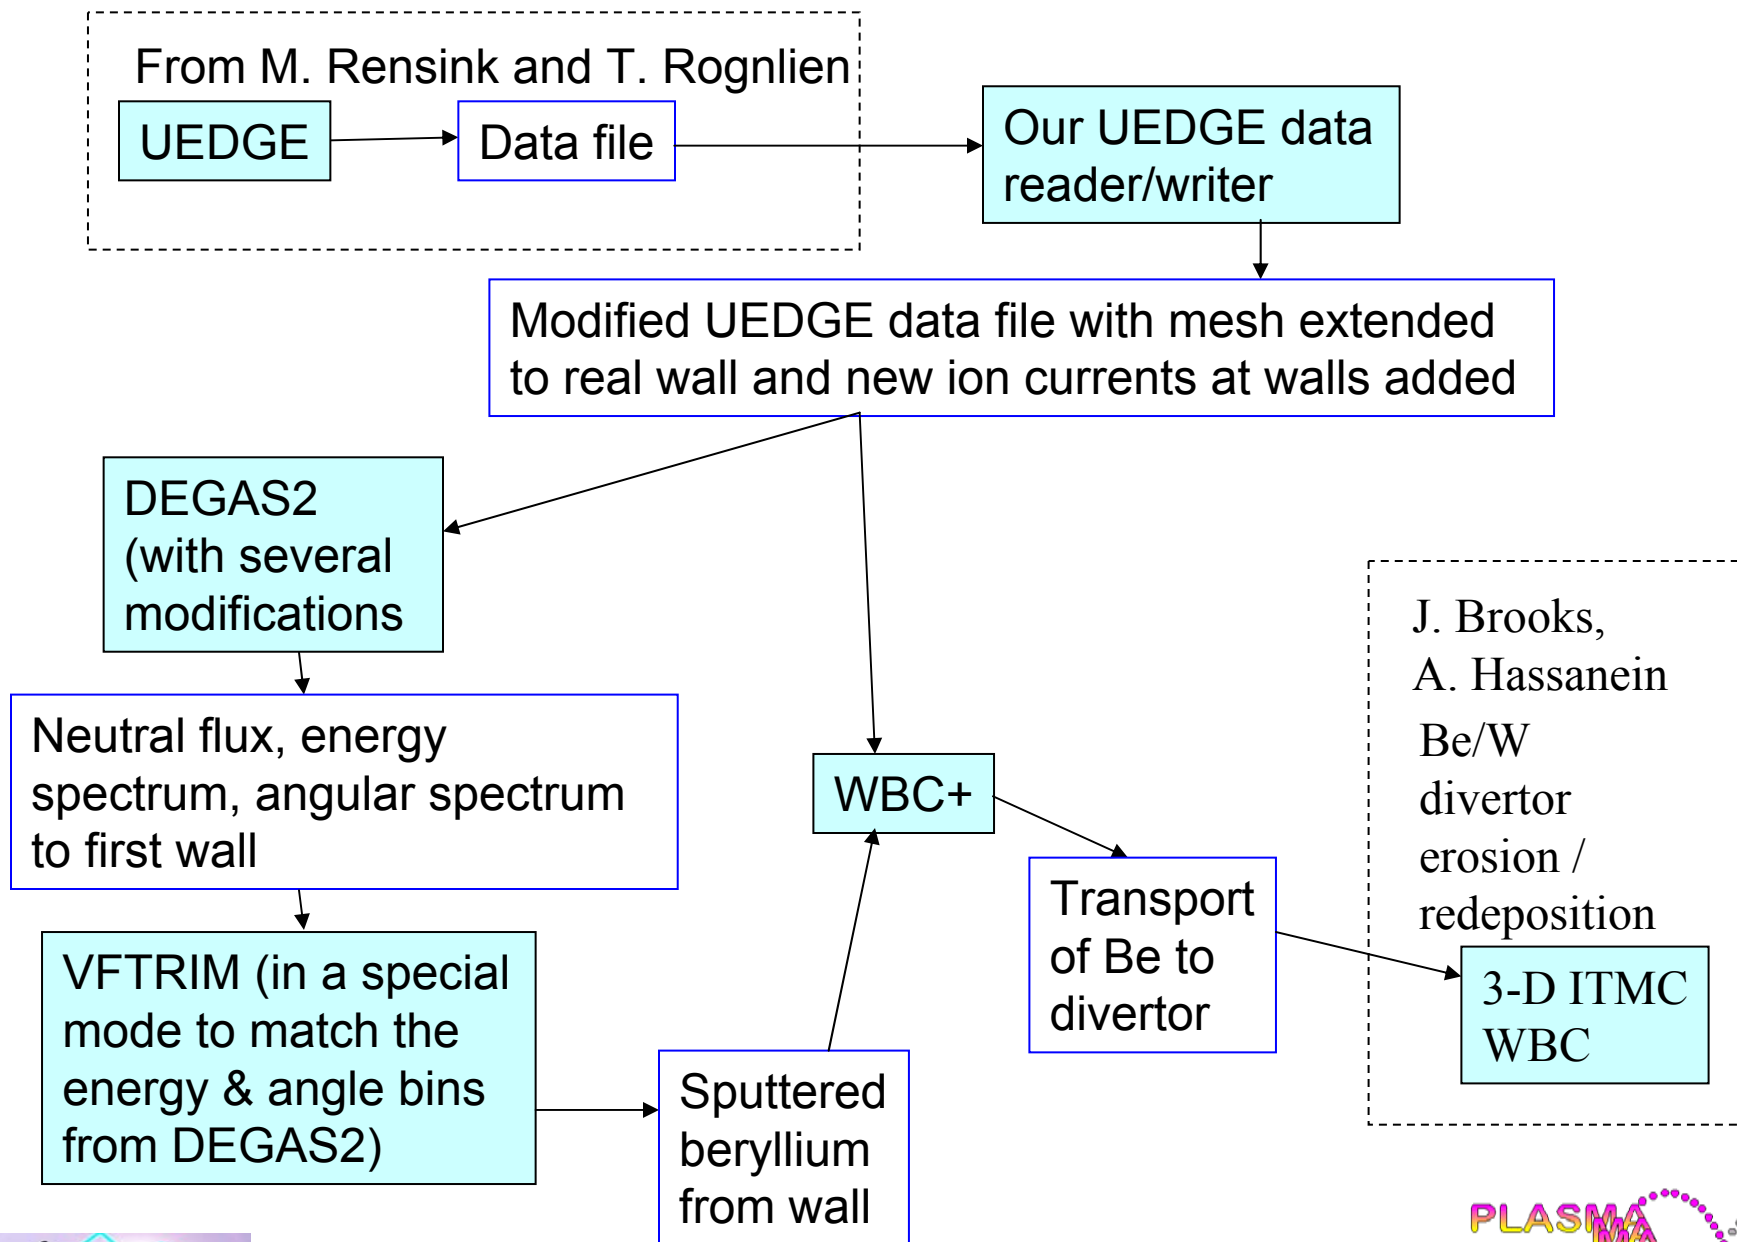 From M. Rensink and T. Rognlien
UEDGE
Data file
Our UEDGE data
reader/writer
Modified UEDGE data file with mesh extended
to real wall and new ion currents at walls added
DEGAS2
(with several
modifications
Neutral flux, energy
spectrum, angular spectrum
to first wall
VFTRIM (in a special
mode to match the
energy & angle bins
from DEGAS2)
Sputtered
beryllium
from wall
WBC+
Transport
of Be to
divertor
J. Brooks,
A. Hassanein
Be/W
divertor
erosion /
redeposition
3-D ITMC
WBC
PLASMA